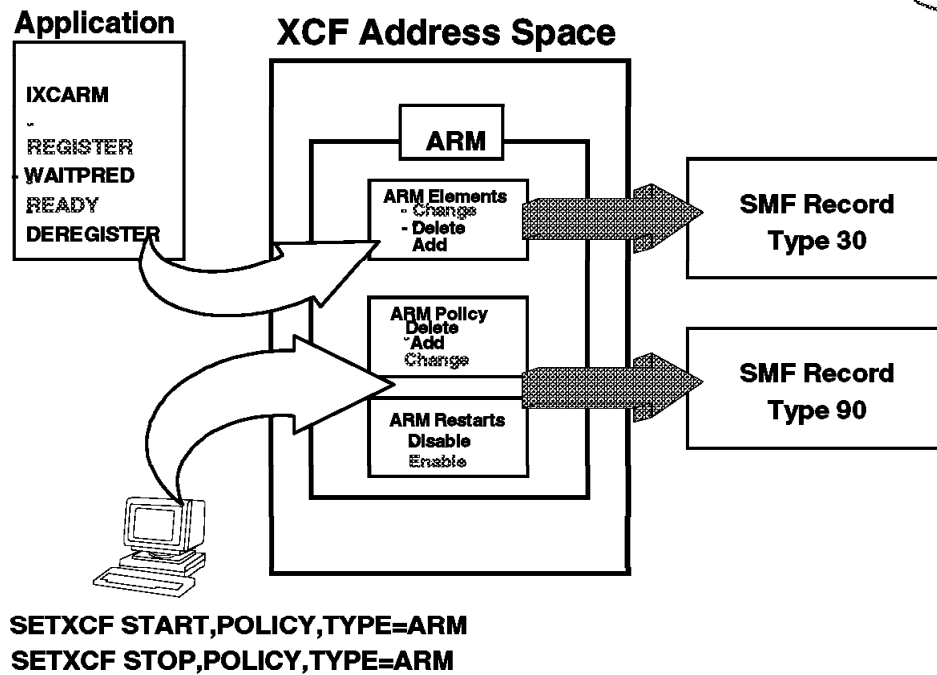 Application
XCF Address Space
IXCARM
-
REGISTER
- WAITPRED
READY
DEREGISTER
ARM
ARM Elements
- Change
- Delete
Add
SMF Record
Type 30
ARM Policy
Delete
Add
Change
ARM Restarts
Disable
Enable
SMF Record
Type 90
SETXCF START,POLICY,TYPE=ARM
SETXCF STOP,POLICY,TYPE=ARM